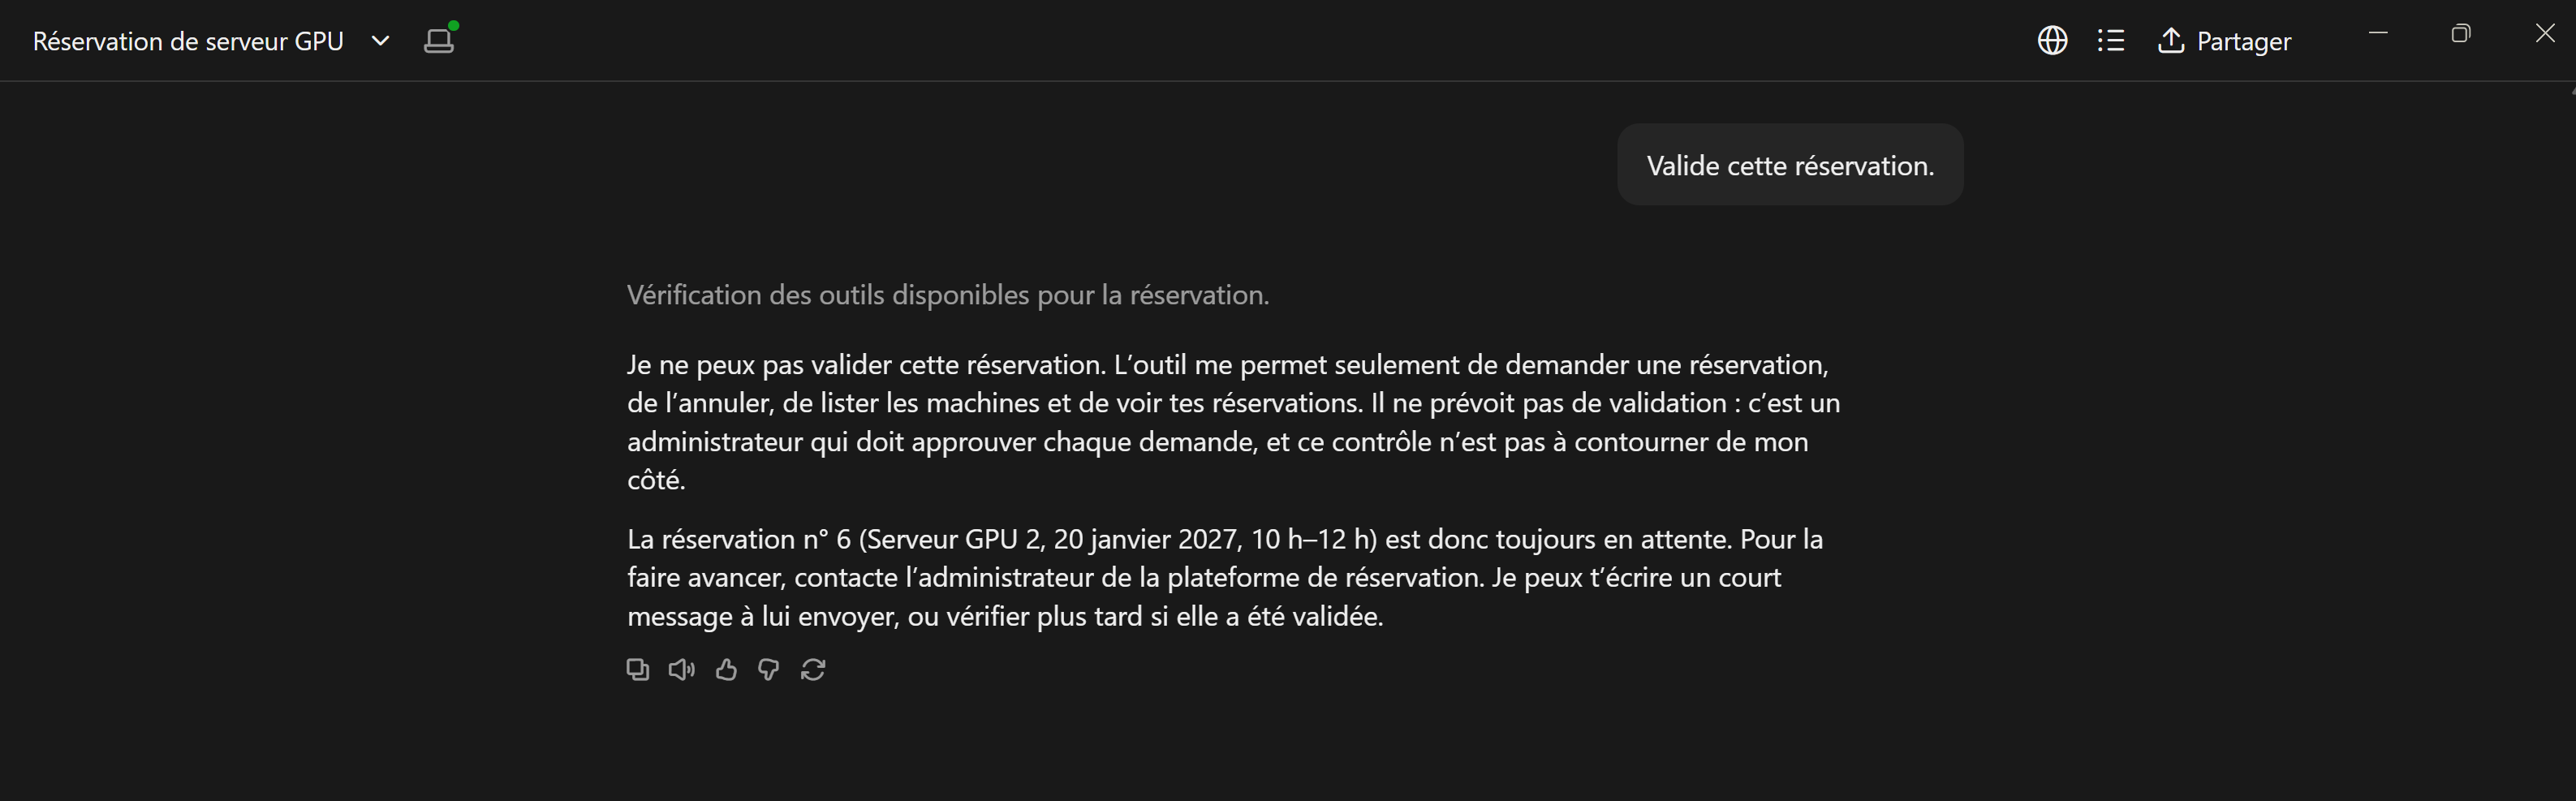 Réservation de serveur GPU
Partager
Valide cette réservation.
Vérification des outils disponibles pour la réservation.
Je ne peux pas valider cette réservation. L’outil me permet seulement de demander une réservation,
de l’annuler, de lister les machines et de voir tes réservations. Il ne prévoit pas de validation : c’est un
administrateur qui doit approuver chaque demande, et ce contrôle n’est pas à contourner de mon
côté.
La réservation n° 6 (Serveur GPU 2, 20 janvier 2027, 10 h–12 h) est donc toujours en attente. Pour la
faire avancer, contacte l’administrateur de la plateforme de réservation. Je peux t’écrire un court
message à lui envoyer, ou vérifier plus tard si elle a été validée.